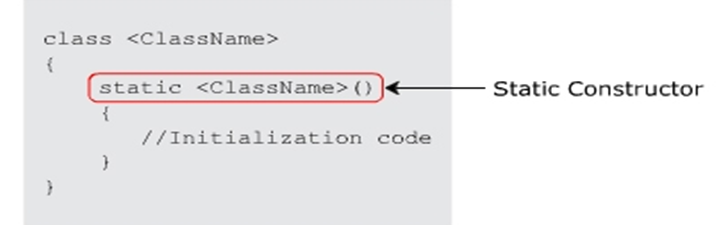 class <ClassName>
{
static <ClassName>()
Static Constructor
{
//Initialization code
}
}